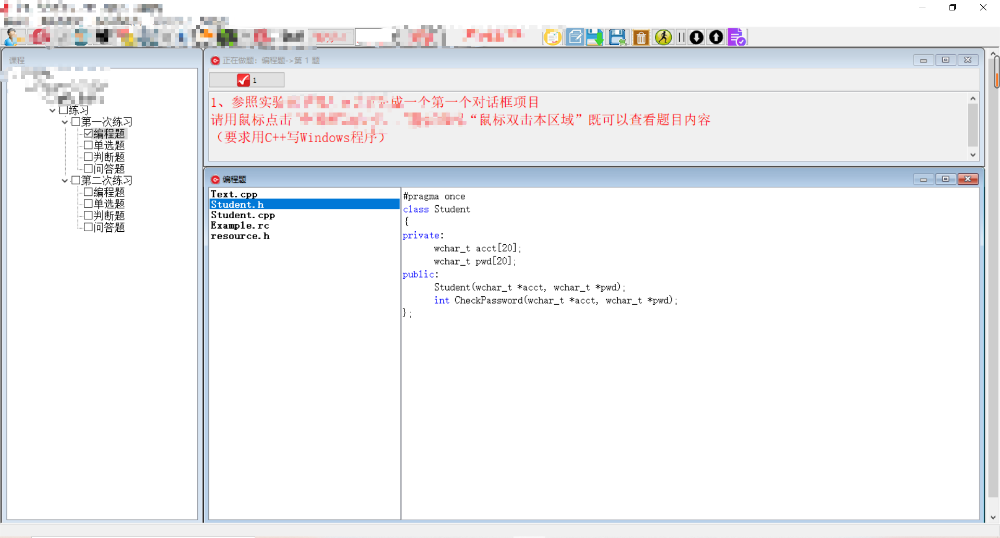 课程
练习
第一次练习
编程题
单选题
判断题
问答题
第二次练习
编程题
单选题
判断题
问答题
正在做题：编程题->第 1 题
1
1、参照实验 成一个第一个对话框项目
请用鼠标点击 “鼠标双击本区域”既可以查看题目内容
（要求用C++写Windows程序）
编程题
Text.cpp
Student.h
Student.cpp
Example.rc
resource.h
#pragma once
class Student
{
private:
wchar_t acct[20];
wchar_t pwd[20];
public:
Student(wchar_t *acct, wchar_t *pwd);
int CheckPassword(wchar_t *acct, wchar_t *pwd);
};